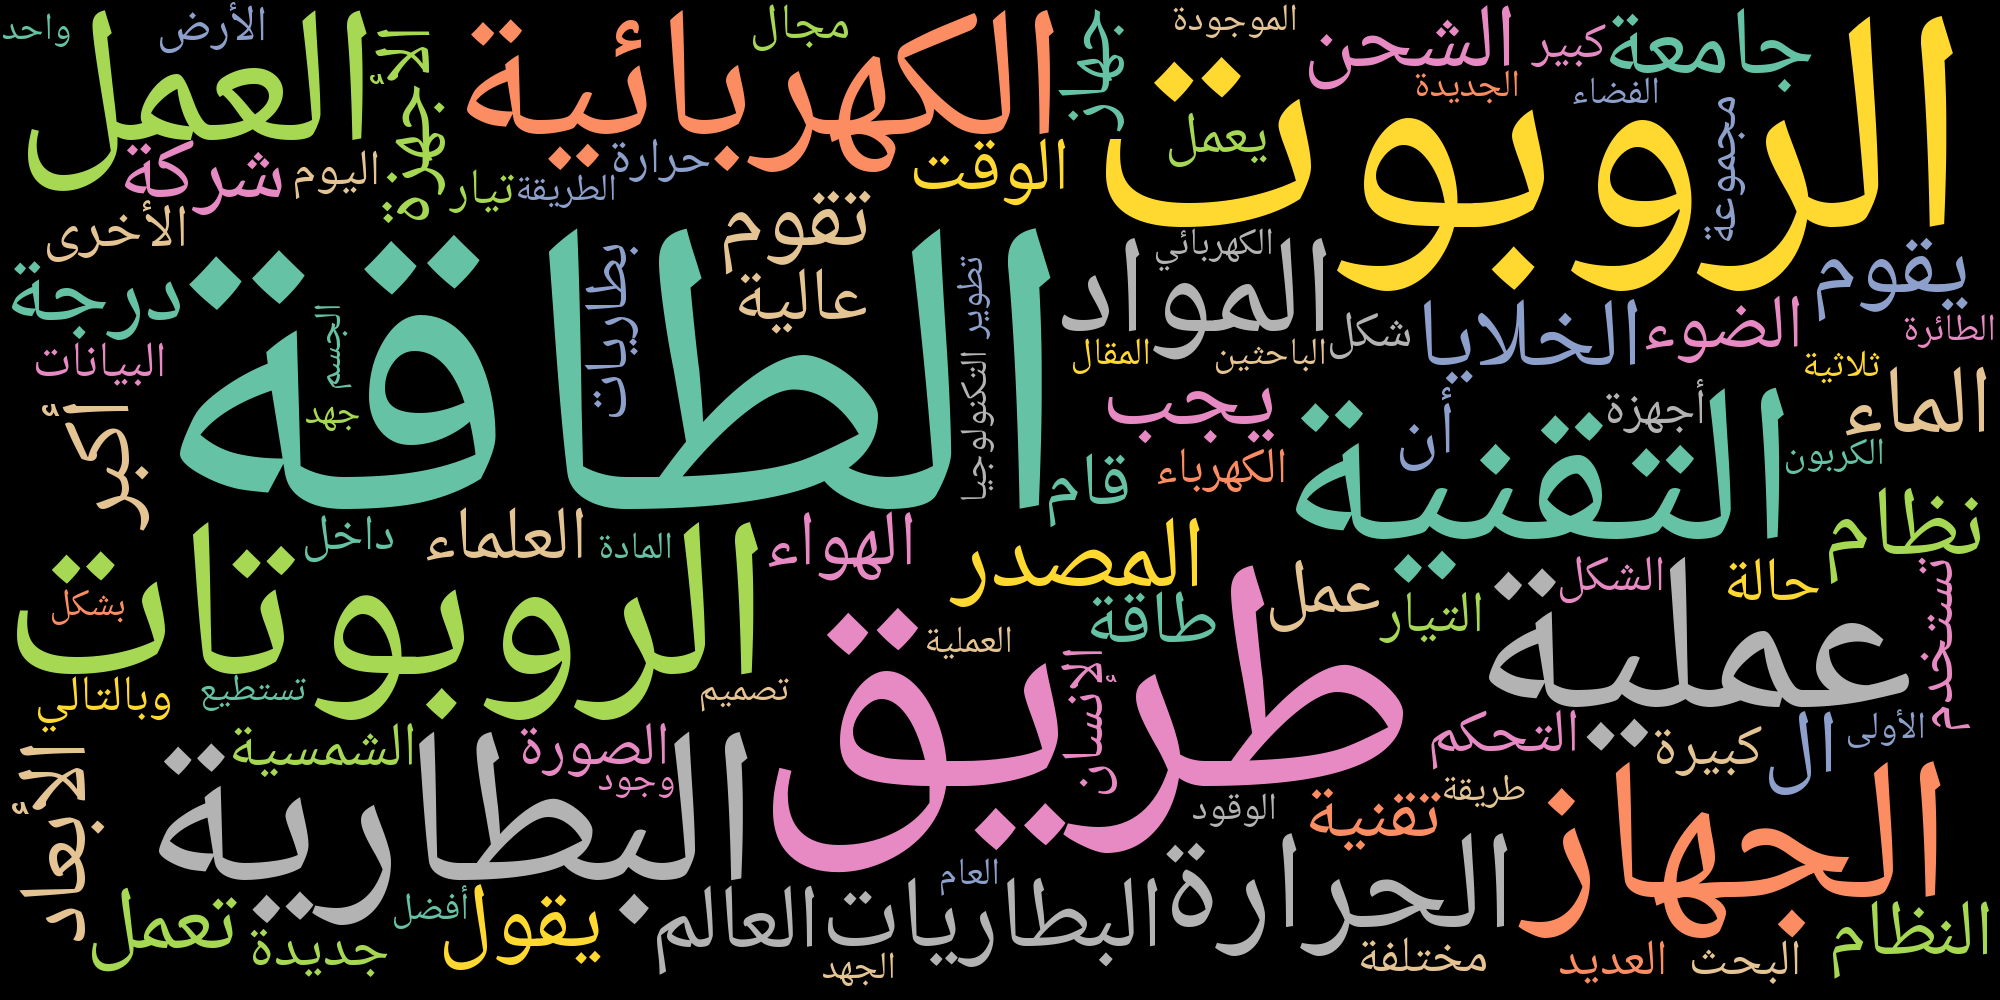 واحد
العمل
الأرض
الأجهزة
الكهربائية
مجال
جهاز
الموجودة
الشحن
كبير
جامعة
الروبوت
الجديدة
الفضاء
مجموعة
يعمل
شركة
اليوم
تيار
الطريقة
حرارة
الوقت
الأخرى
تقوم
عالية
الكهربائي
المواد
يقوم
درجة
الطاقة
بطاريات
تطوير
الجسم
جهد
البيانات
المقال
الباحثين
شكل
الخلايا
الضوء
الطائرة
ثلاثية
الماء
أكبر
التكنولوجيا
يجب
الكهرباء
قام
أن
أجهزة
التقنية
الكربون
نظام
داخل
العلماء
المادة
الهواء
المصدر
الروبوتات
بشكل
طاقة
عمل
التيار
الشكل
حالة
عملية
تستخدم
العملية
طريق
الإنسان
وبالتالي
تستطيع
تصميم
التحكم
كبيرة
ال
الأولى
الأبعاد
الشمسية
البطارية
الصورة
وجود
الوقود
تقنية
طريقة
الجهاز
تعمل
جديدة
أفضل
يقول
العالم
البطاريات
العام
الحرارة
الجهد
مختلفة
العديد
البحث
النظام